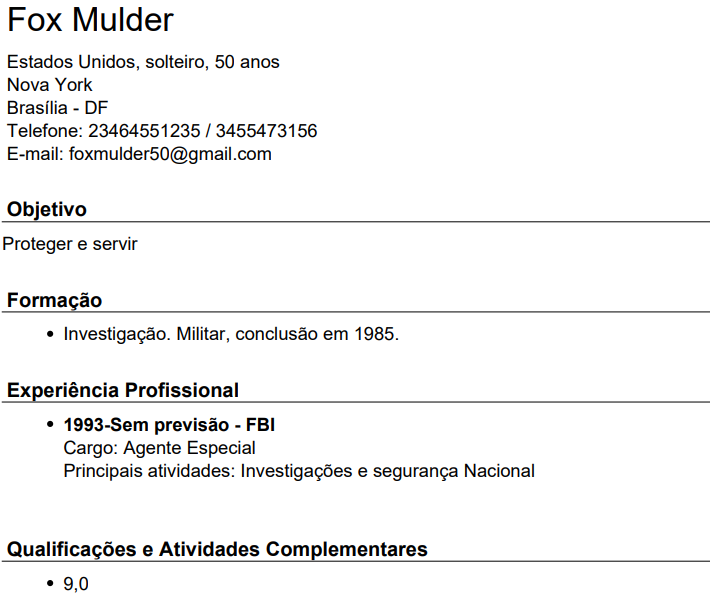 Fox Mulder
Estados Unidos, solteiro, 50 anos
Nova York
Brasília - DF
Telefone: 23464551235 / 3455473156
E-mail: foxmulder50@gmail.com
Objetivo
Proteger e servir
Formação
• Investigação. Militar, conclusão em 1985.
Experiência Profissional
• 1993-Sem previsão - FBI
Cargo: Agente Especial
Principais atividades: Investigações e segurança Nacional
Qualificações e Atividades Complementares
• 9,0